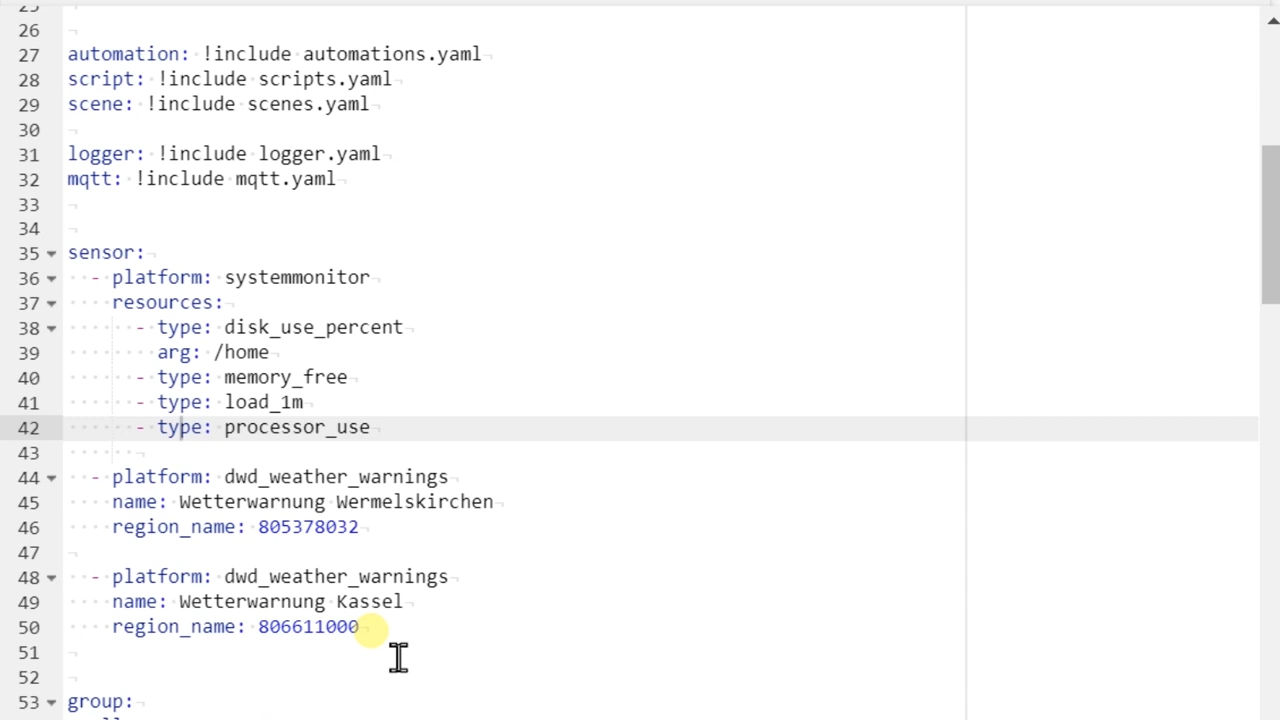 26
27 automation: !include automations.yaml
28 script: !include scripts.yaml
29 scene: !include scenes.yaml
30
31 logger: !include logger.yaml
32 mqtt: !include mqtt.yaml
33
34
35 sensor:
36   - platform: systemmonitor
37     resources:
38       - type: disk_use_percent
39         arg: /home
40       - type: memory_free
41       - type: load_1m
42       - type: processor_use
43
44   - platform: dwd_weather_warnings
45     name: Wetterwarnung Wermelskirchen
46     region_name: 805378032
47
48   - platform: dwd_weather_warnings
49     name: Wetterwarnung Kassel
50     region_name: 806611000
51
52
53 group: